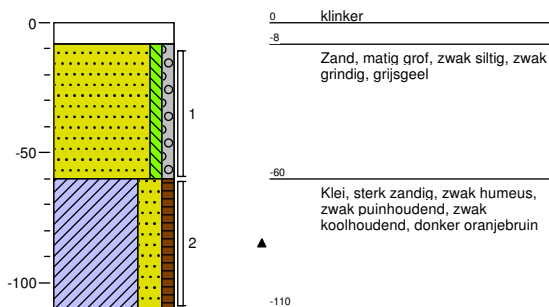 0
-50
-100
1
2
0
klinker
-8
Zand, matig grof, zwak siltig, zwak
grindig, grijsgeel
-60
Klei, sterk zandig, zwak humeus,
zwak puinhoudend, zwak
koolhoudend, donker oranjebruin
-110